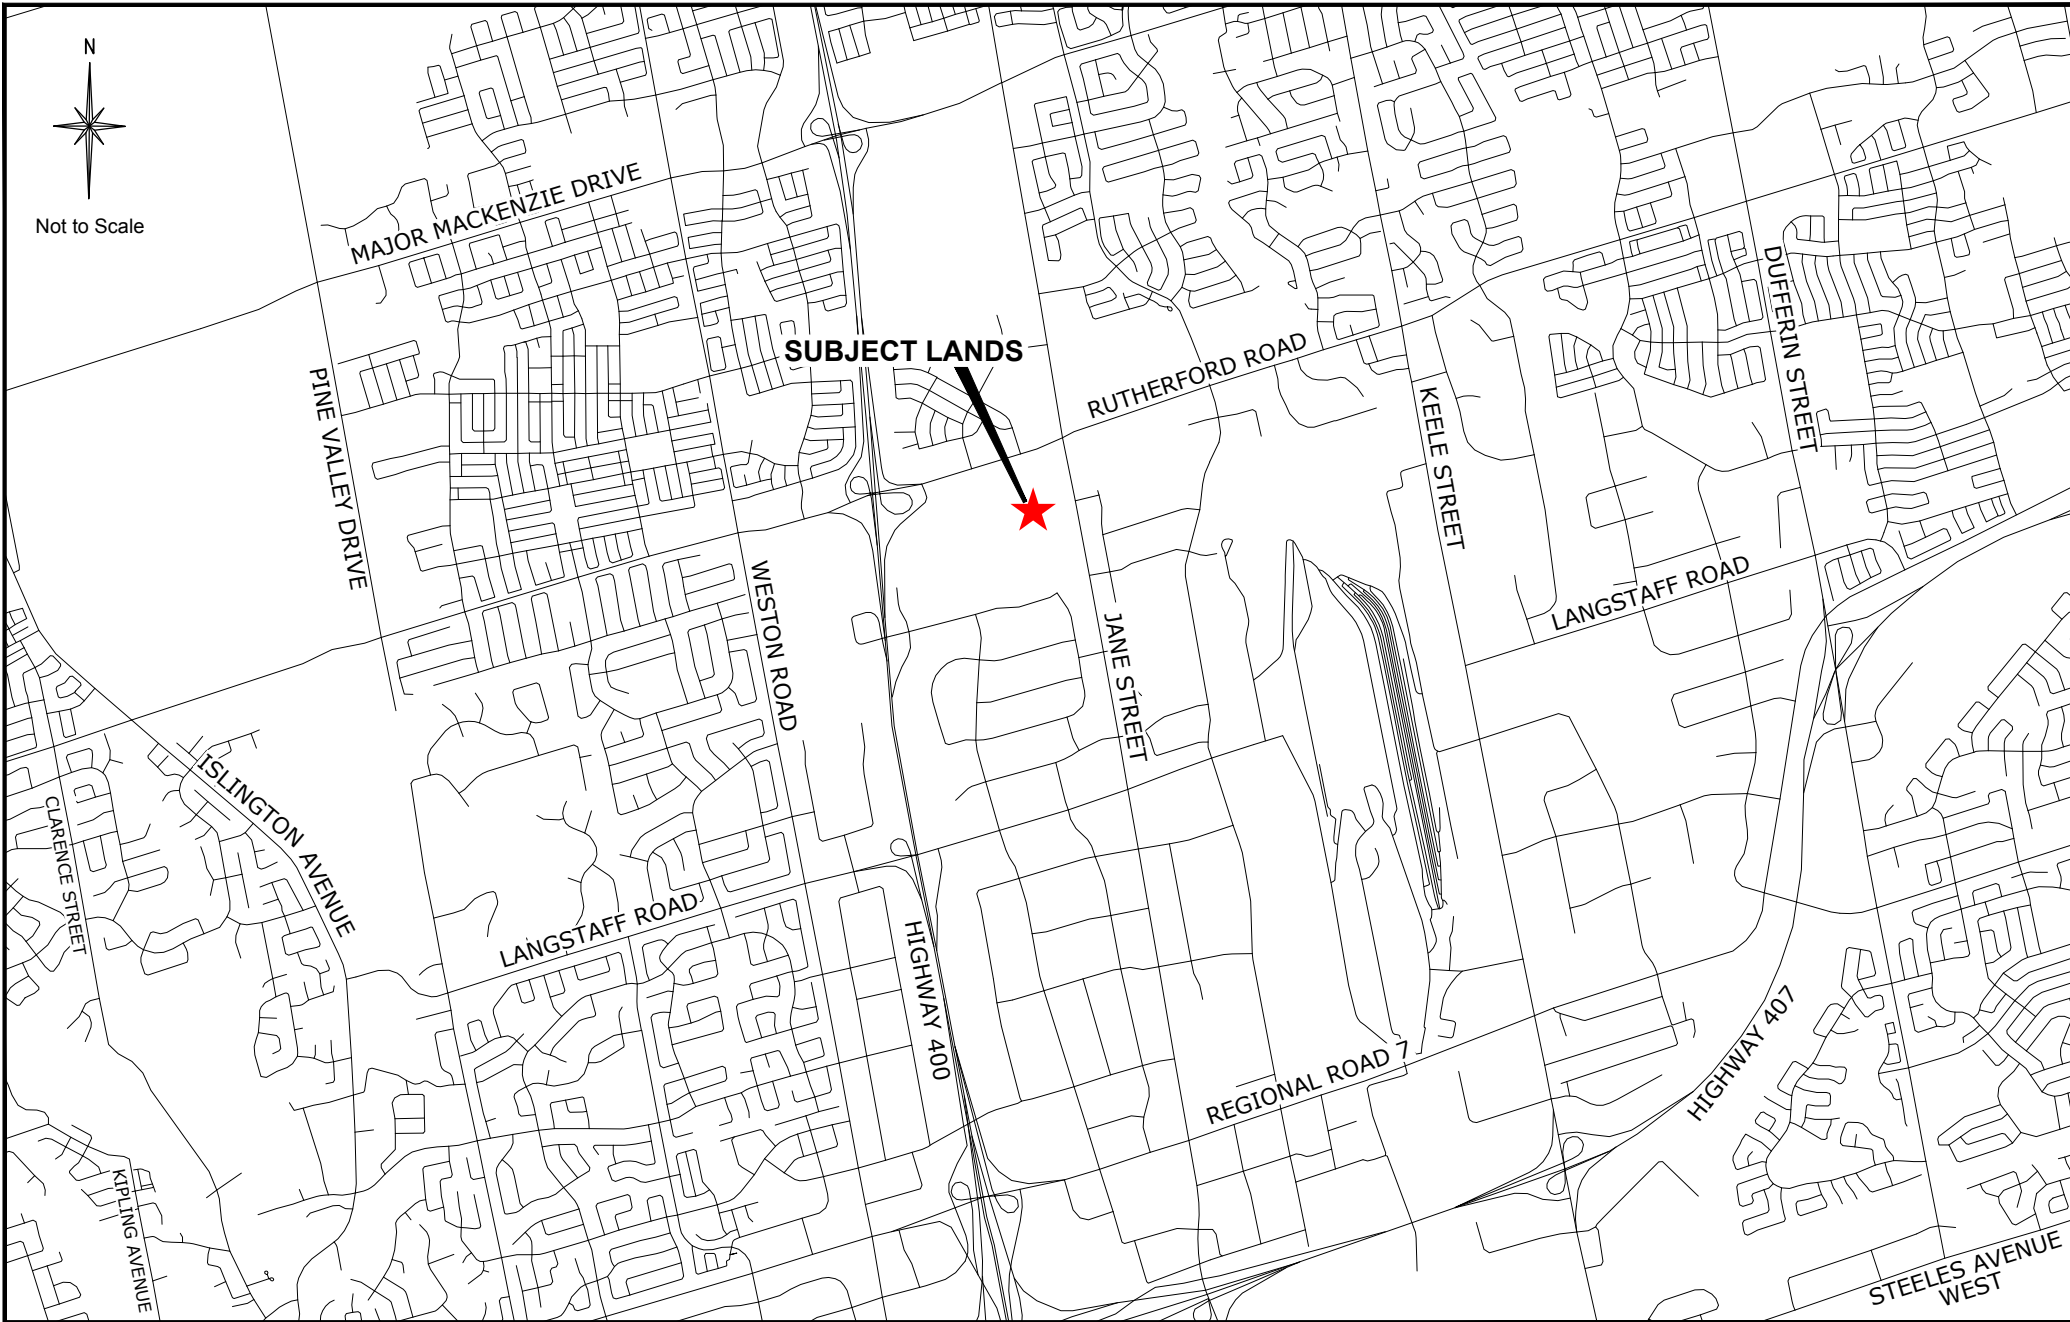 N
Not to Scale
MAJOR MACKENZIE DRIVE
SUBJECT LANDS
RUTHERFORD ROAD
DUFFERIN STREET
PINE VALLEY DRIVE
KEELE STREET
WESTON ROAD
LANGSTAFF ROAD
JANE STREET
ISLINGTON AVENUE
CLARENCE STREET
LANGSTAFF ROAD
HIGHWAY 400
HIGHWAY 407
REGIONAL ROAD 7
KIPLING AVENUE
STEELES AVENUE
WEST